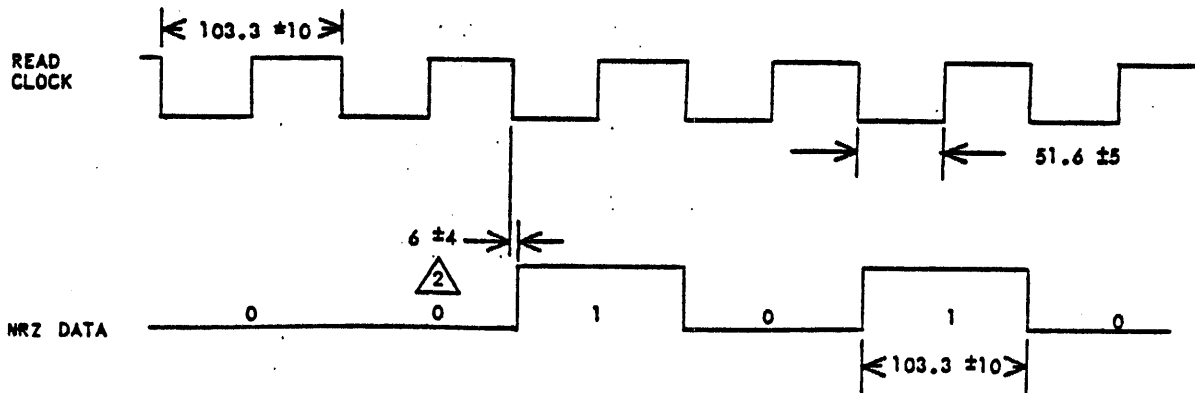 103.3 ±10
READ
CLOCK
51.6 ±5
6 ±4
2
NRZ DATA
0 0 1 0 1 0
103.3 ±10